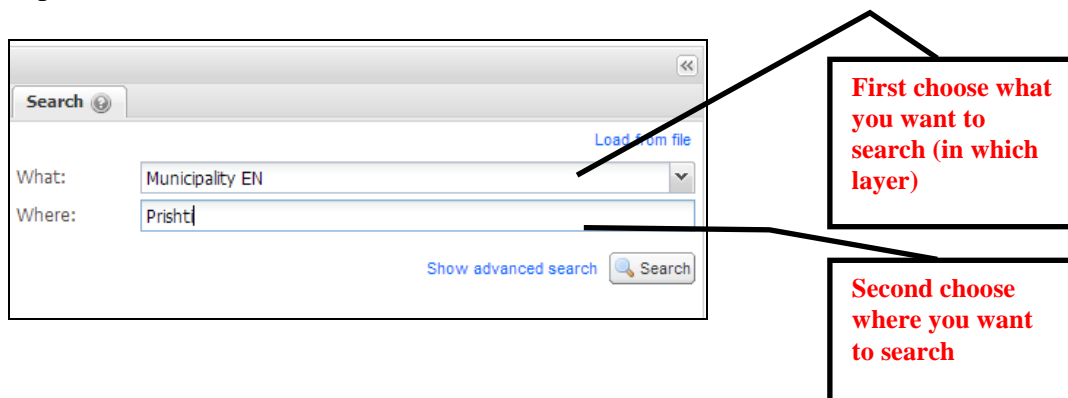 Search
Load from file
What: Municipality EN
Where: Prishti
Show advanced search Search
First choose what
you want to
search (in which
layer)
Second choose
where you want
to search